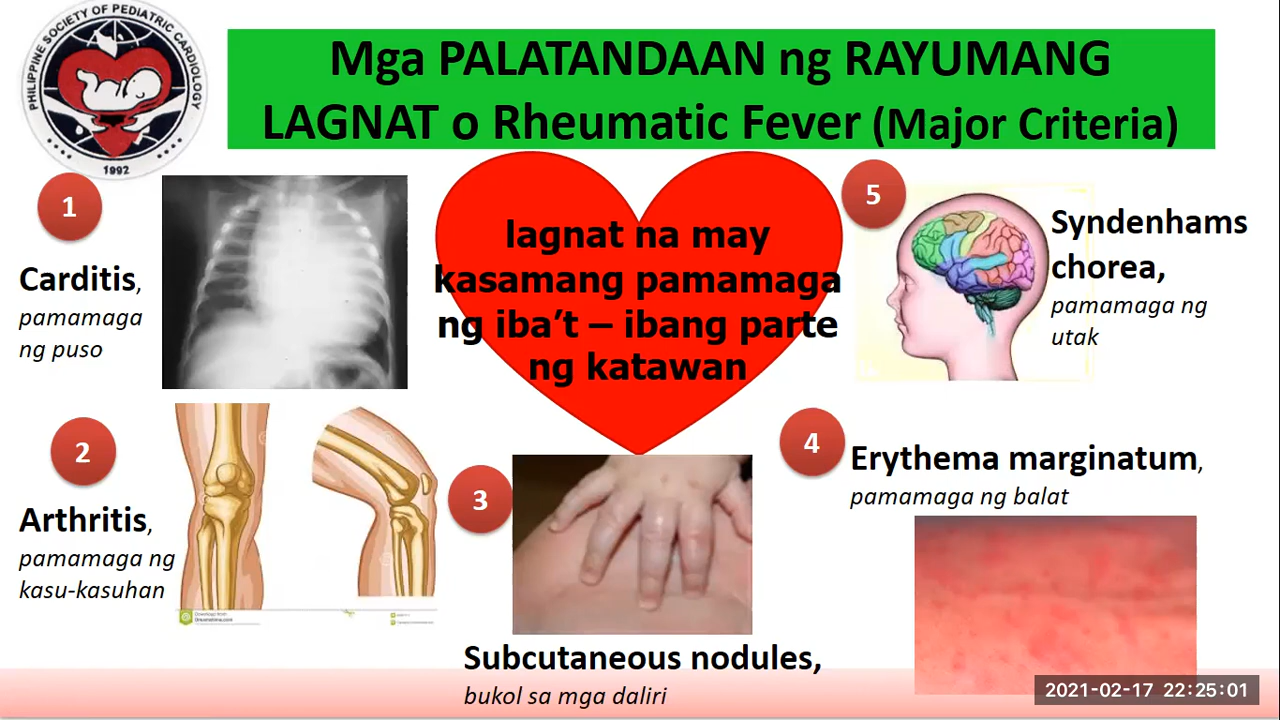 PHILIPPINE SOCIETY OF PEDIATRIC CARDIOLOGY
1992
Mga PALATANDAAN ng RAYUMANG
LAGNAT o Rheumatic Fever (Major Criteria)
1
Carditis,
pamamaga
ng puso
lagnat na may
kasamang pamamaga
ng iba't – ibang parte
ng katawan
5
Syndenhams
chorea,
pamamaga ng
utak
2
Arthritis,
pamamaga ng
kasu-kasuhan
3
Subcutaneous nodules,
bukol sa mga daliri
4
Erythema marginatum,
pamamaga ng balat
2021-02-17 22:25:01